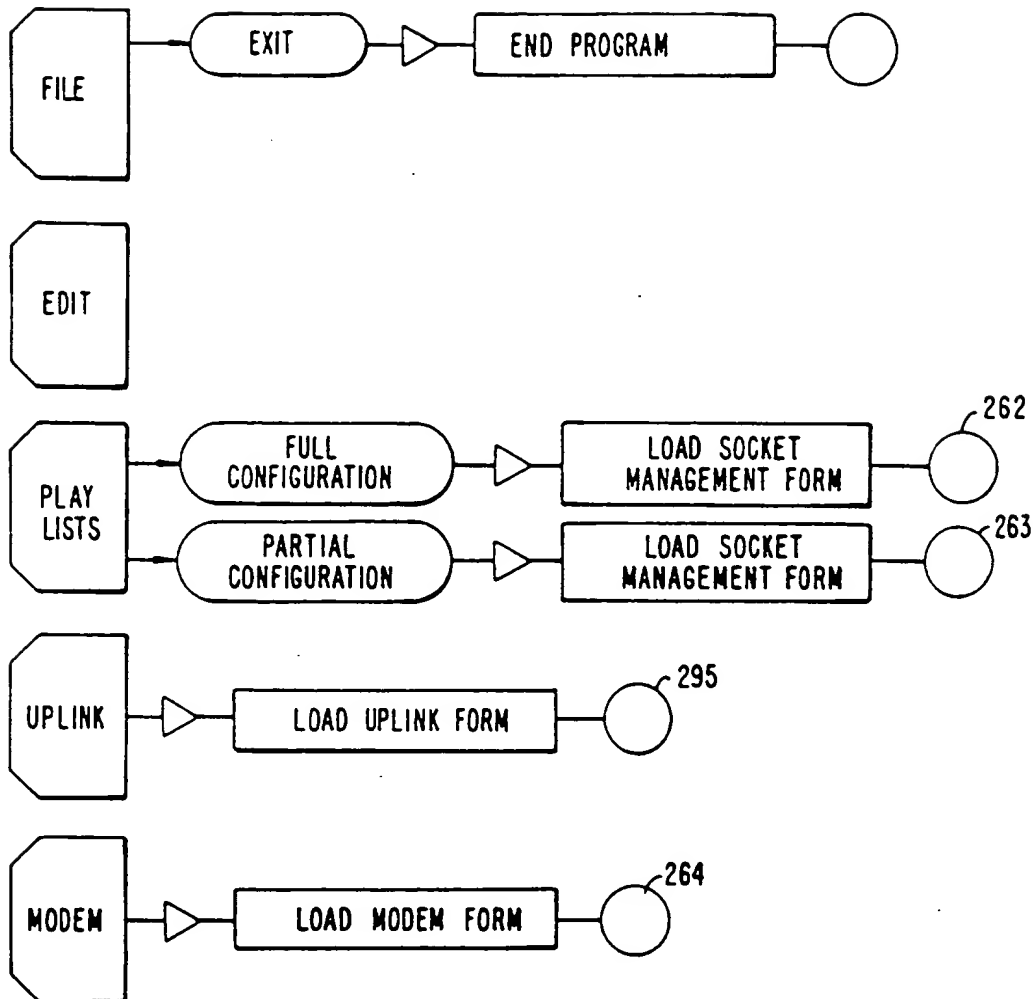 FILE
EXIT
END PROGRAM
EDIT
PLAY
LISTS
FULL
CONFIGURATION
LOAD SOCKET
MANAGEMENT FORM
262
PARTIAL
CONFIGURATION
LOAD SOCKET
MANAGEMENT FORM
263
UPLINK
LOAD UPLINK FORM
295
MODEM
LOAD MODEM FORM
264